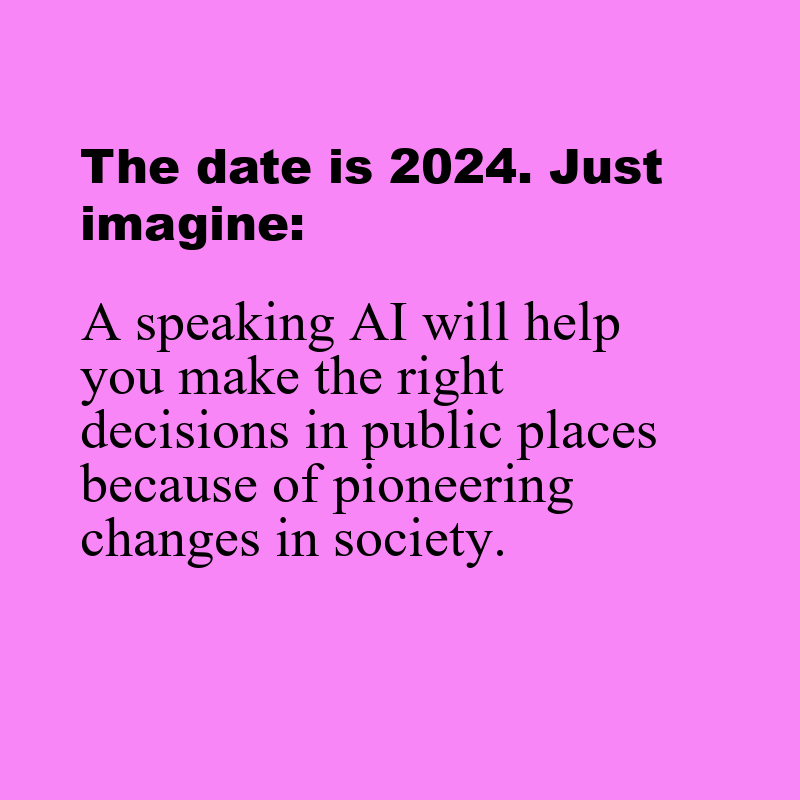 The date is 2024. Just
imagine:
A speaking AI will help
you make the right
decisions in public places
because of pioneering
changes in society.